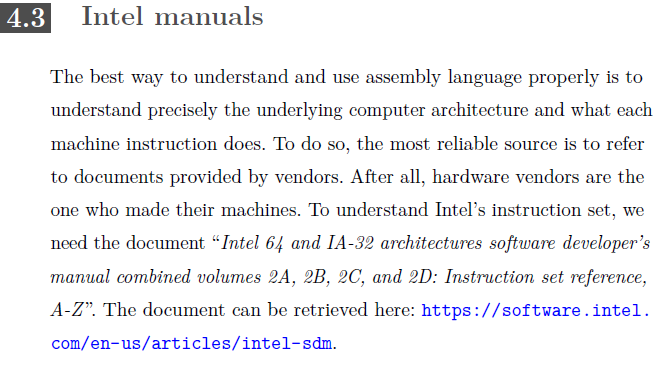 4.3 Intel manuals
The best way to understand and use assembly language properly is to
understand precisely the underlying computer architecture and what each
machine instruction does. To do so, the most reliable source is to refer
to documents provided by vendors. After all, hardware vendors are the
one who made their machines. To understand Intel's instruction set, we
need the document “Intel 64 and IA-32 architectures software developer's
manual combined volumes 2A, 2B, 2C, and 2D: Instruction set reference,
A-Z”. The document can be retrieved here: https://software.intel.
com/en-us/articles/intel-sdm.